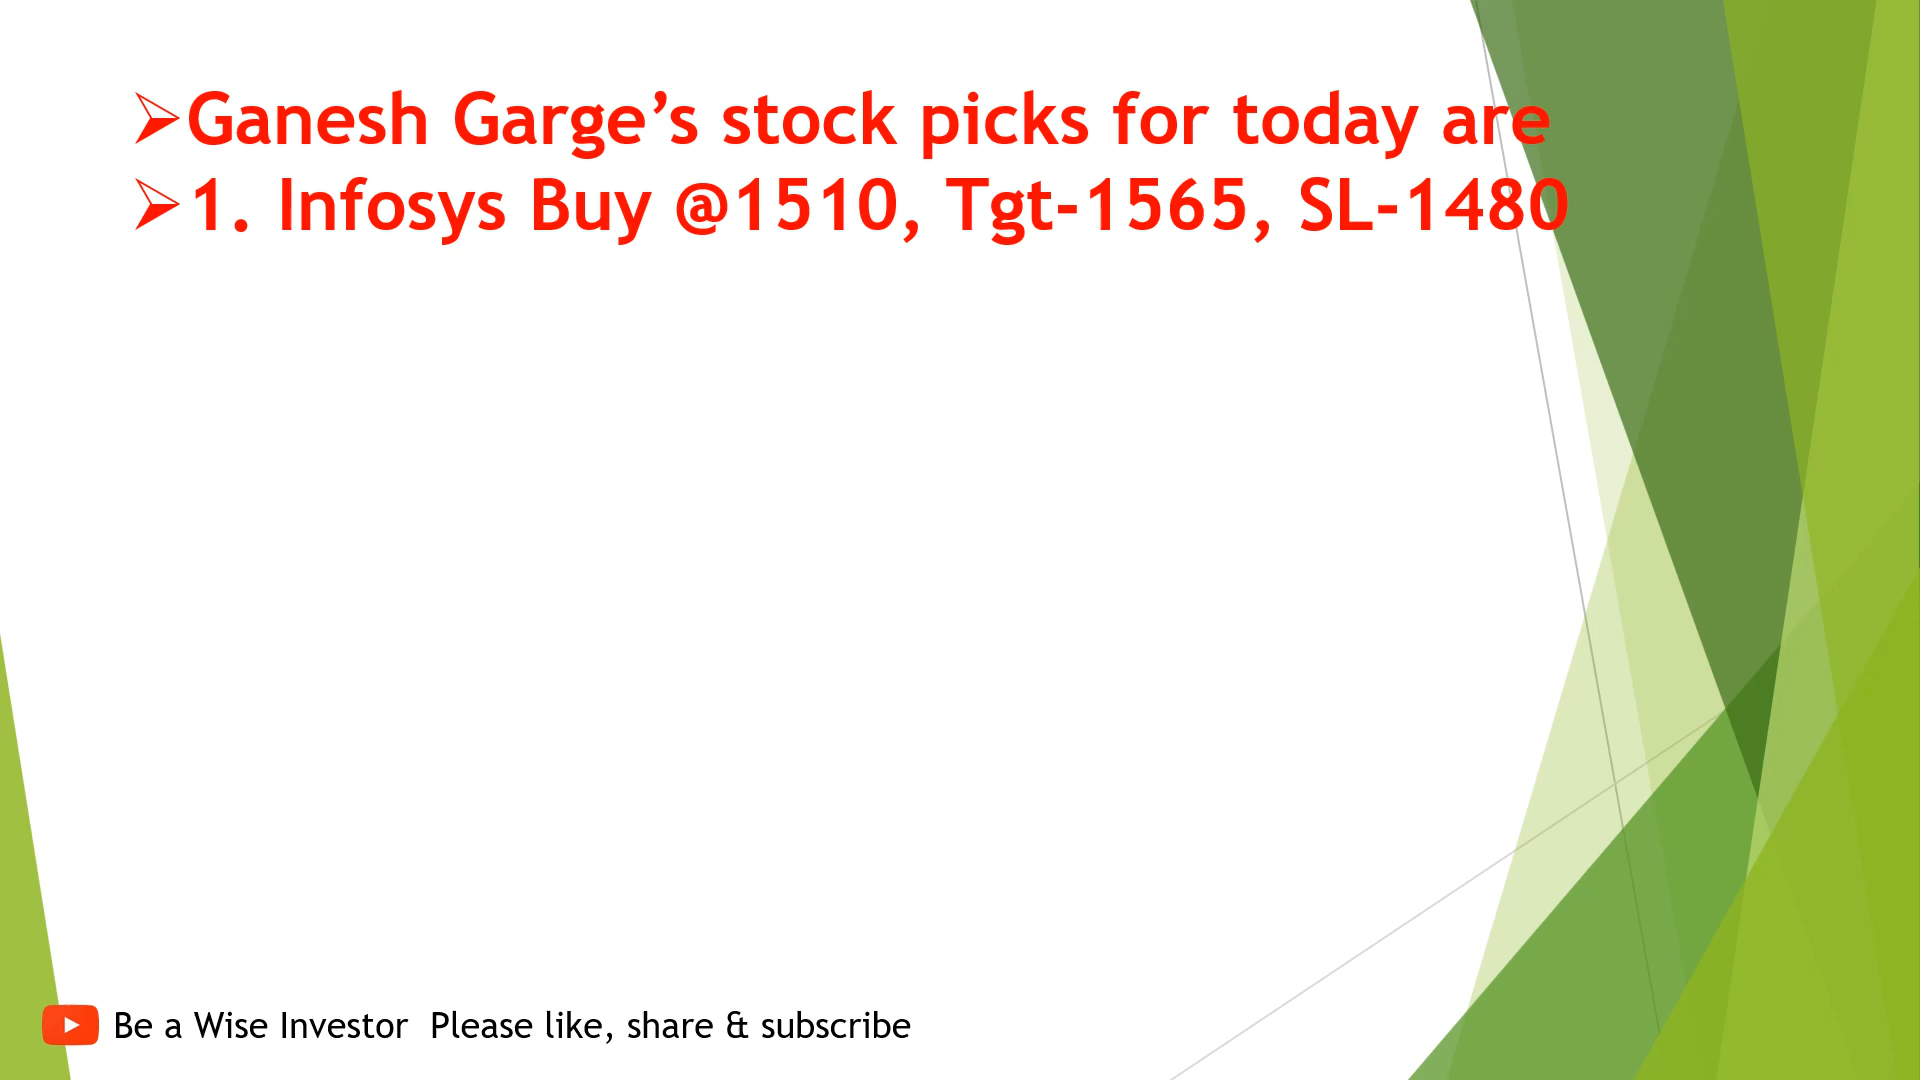 ➢Ganesh Garge’s stock picks for today are
➢1. Infosys Buy @1510, Tgt-1565, SL-1480
Be a Wise Investor  Please like, share & subscribe